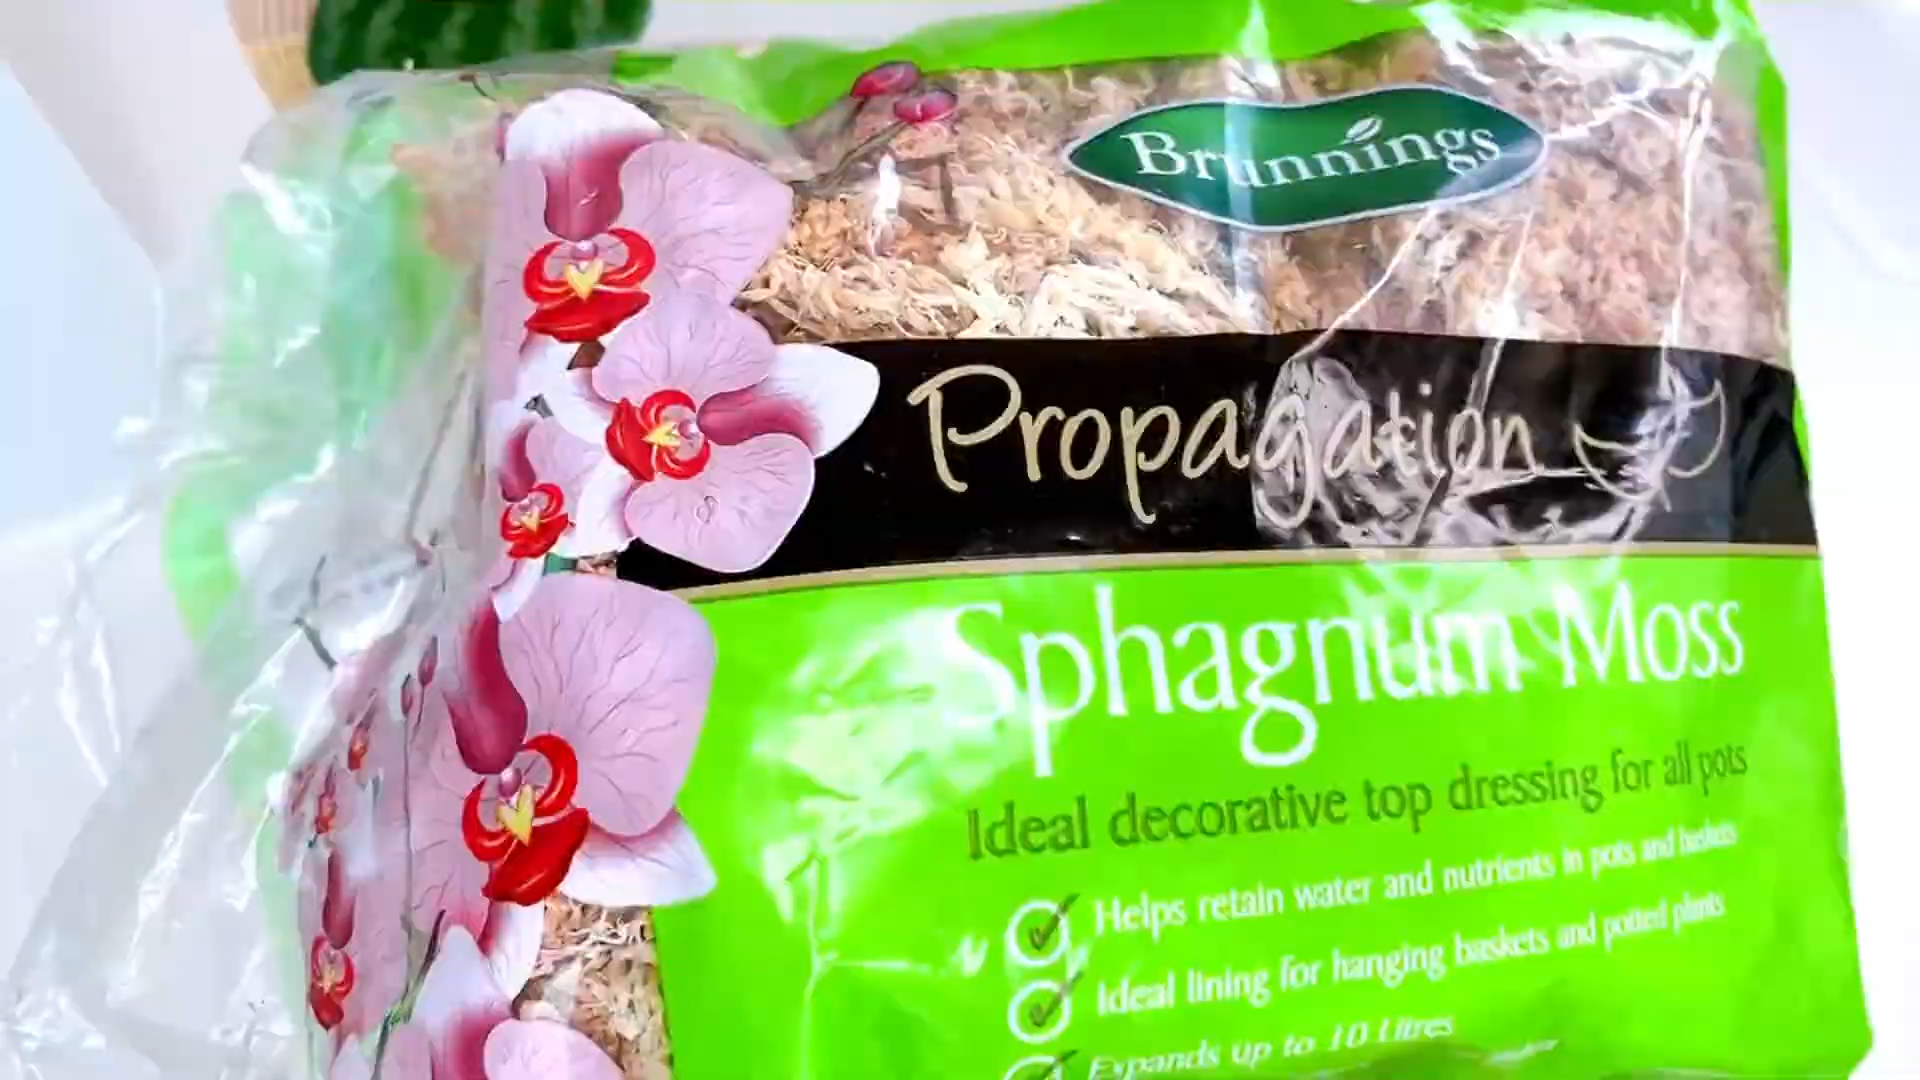 Brunnings
Propagation
Sphagnum Moss
Ideal decorative top dressing for all pots
Helps retain water and nutrients in pots and baskets
Ideal lining for hanging baskets and potted plants
Expands up to 10 Litres